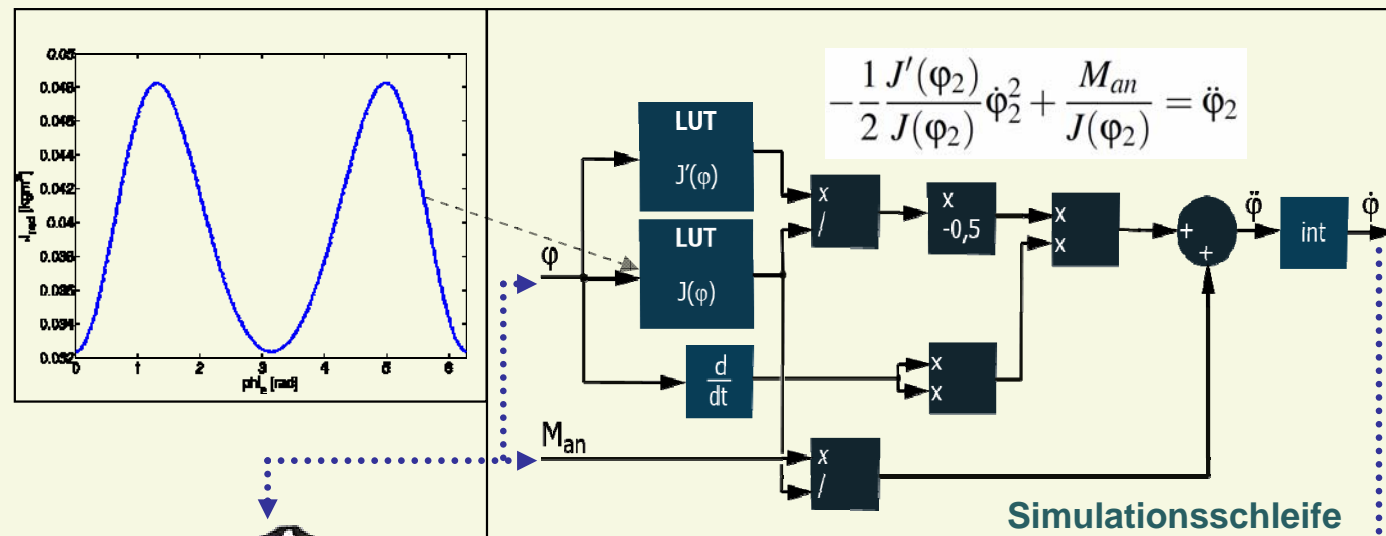 0.05
0.048
0.046
0.044
0.042
0.04
0.038
0.036
0.034
0.032
0 1 2 3 4 5 6
[rad]
[kgm²]
−1/2 J′(φ₂)/J(φ₂) φ̇₂² + Mₐₙ/J(φ₂) = φ̈₂
LUT
J'(φ)
LUT
J(φ)
φ
x
/
x
-0,5
x
x
+
+
φ̈
int
φ̇
d
dt
x
x
Mₐₙ
x
/
Simulationsschleife